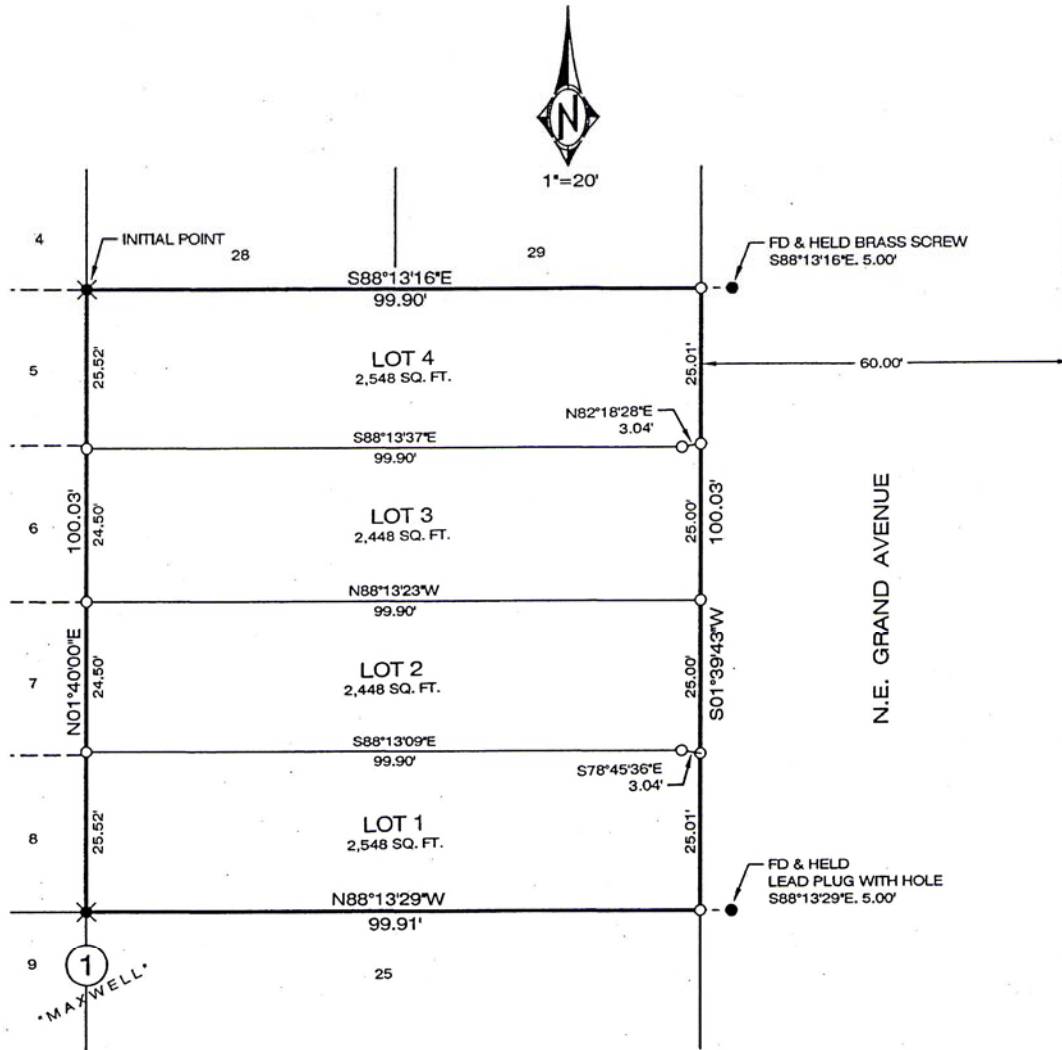 N
1"=20'
4
INITIAL POINT
28
29
FD & HELD BRASS SCREW
S88°13'16"E. 5.00'
S88°13'16"E
99.90'
5
25.52'
LOT 4
2,548 SQ. FT.
25.01'
60.00'
N82°18'28"E
3.04'
S88°13'37"E
99.90'
6
100.03'
24.50'
LOT 3
2,448 SQ. FT.
25.00'
100.03'
N.E. GRAND AVENUE
N88°13'23"W
99.90'
7
N01°40'00"E
24.50'
LOT 2
2,448 SQ. FT.
25.00'
S01°39'43"W
S88°13'09"E
99.90'
S78°45'36"E
3.04'
8
25.52'
LOT 1
2,548 SQ. FT.
25.01'
FD & HELD
LEAD PLUG WITH HOLE
S88°13'29"E. 5.00'
N88°13'29"W
99.91'
9
1
25
"MAXWELL"